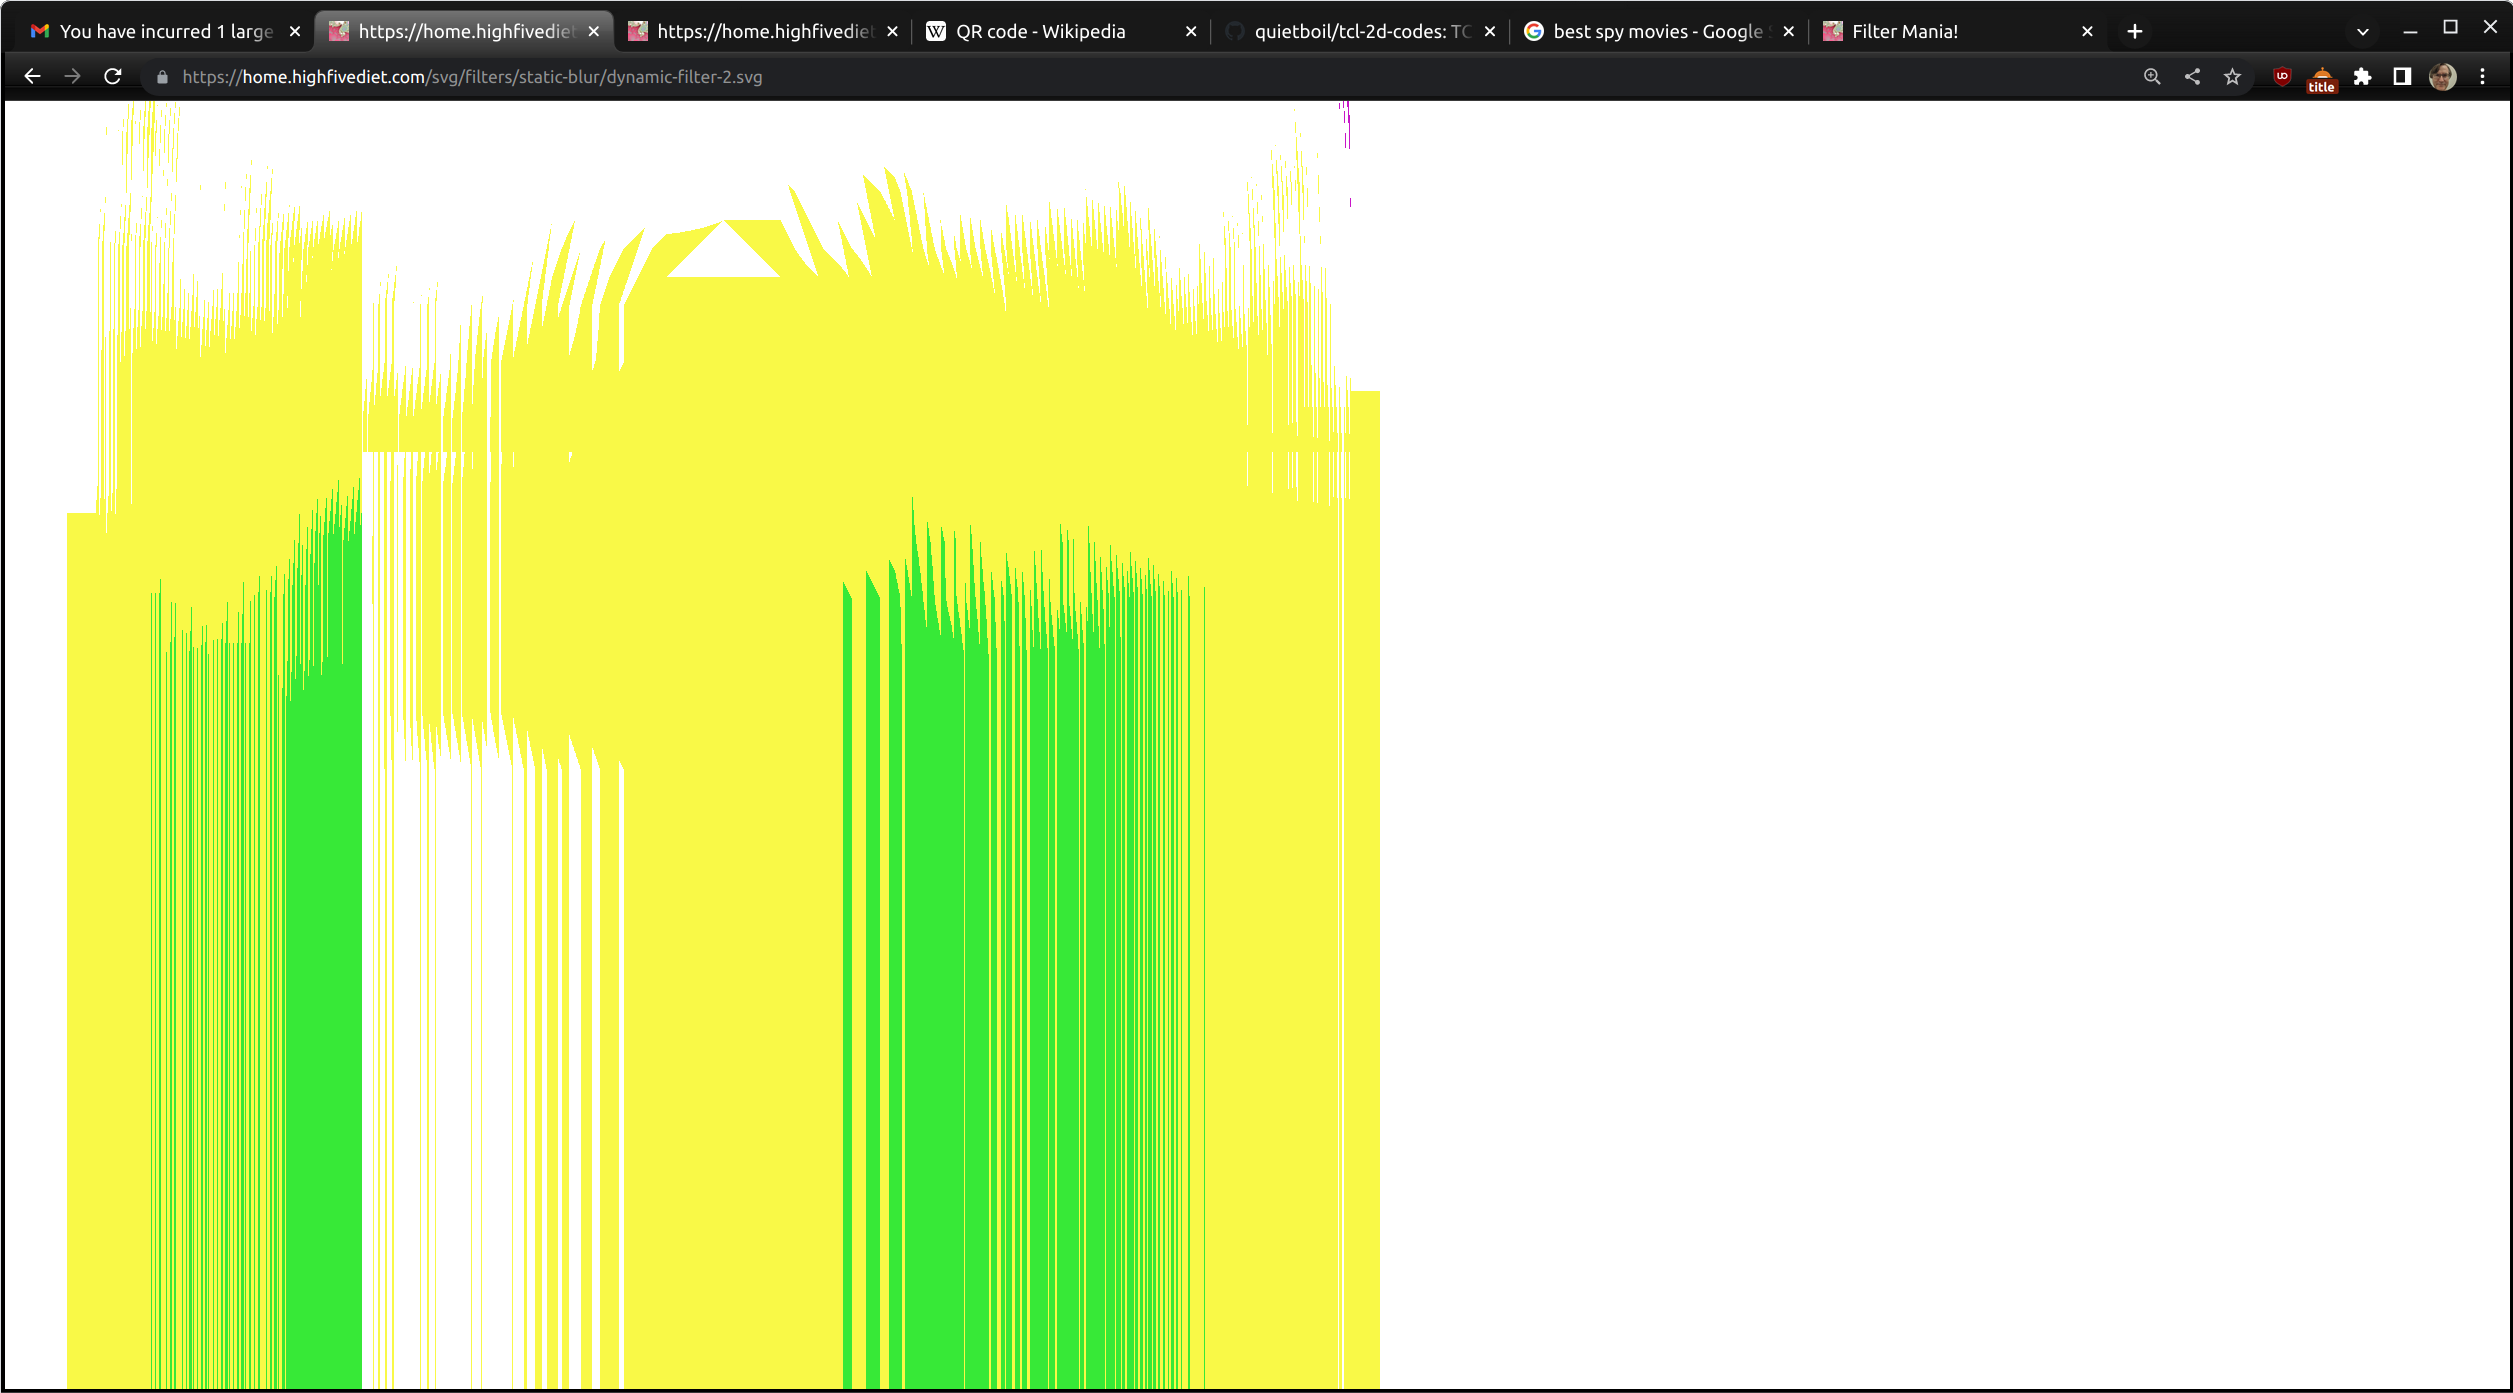 You have incurred 1 large
https://home.highfivediet
https://home.highfivediet
QR code - Wikipedia
quietboil/tcl-2d-codes: TC
best spy movies - Google S
Filter Mania!
https://home.highfivediet.com/svg/filters/static-blur/dynamic-filter-2.svg
title